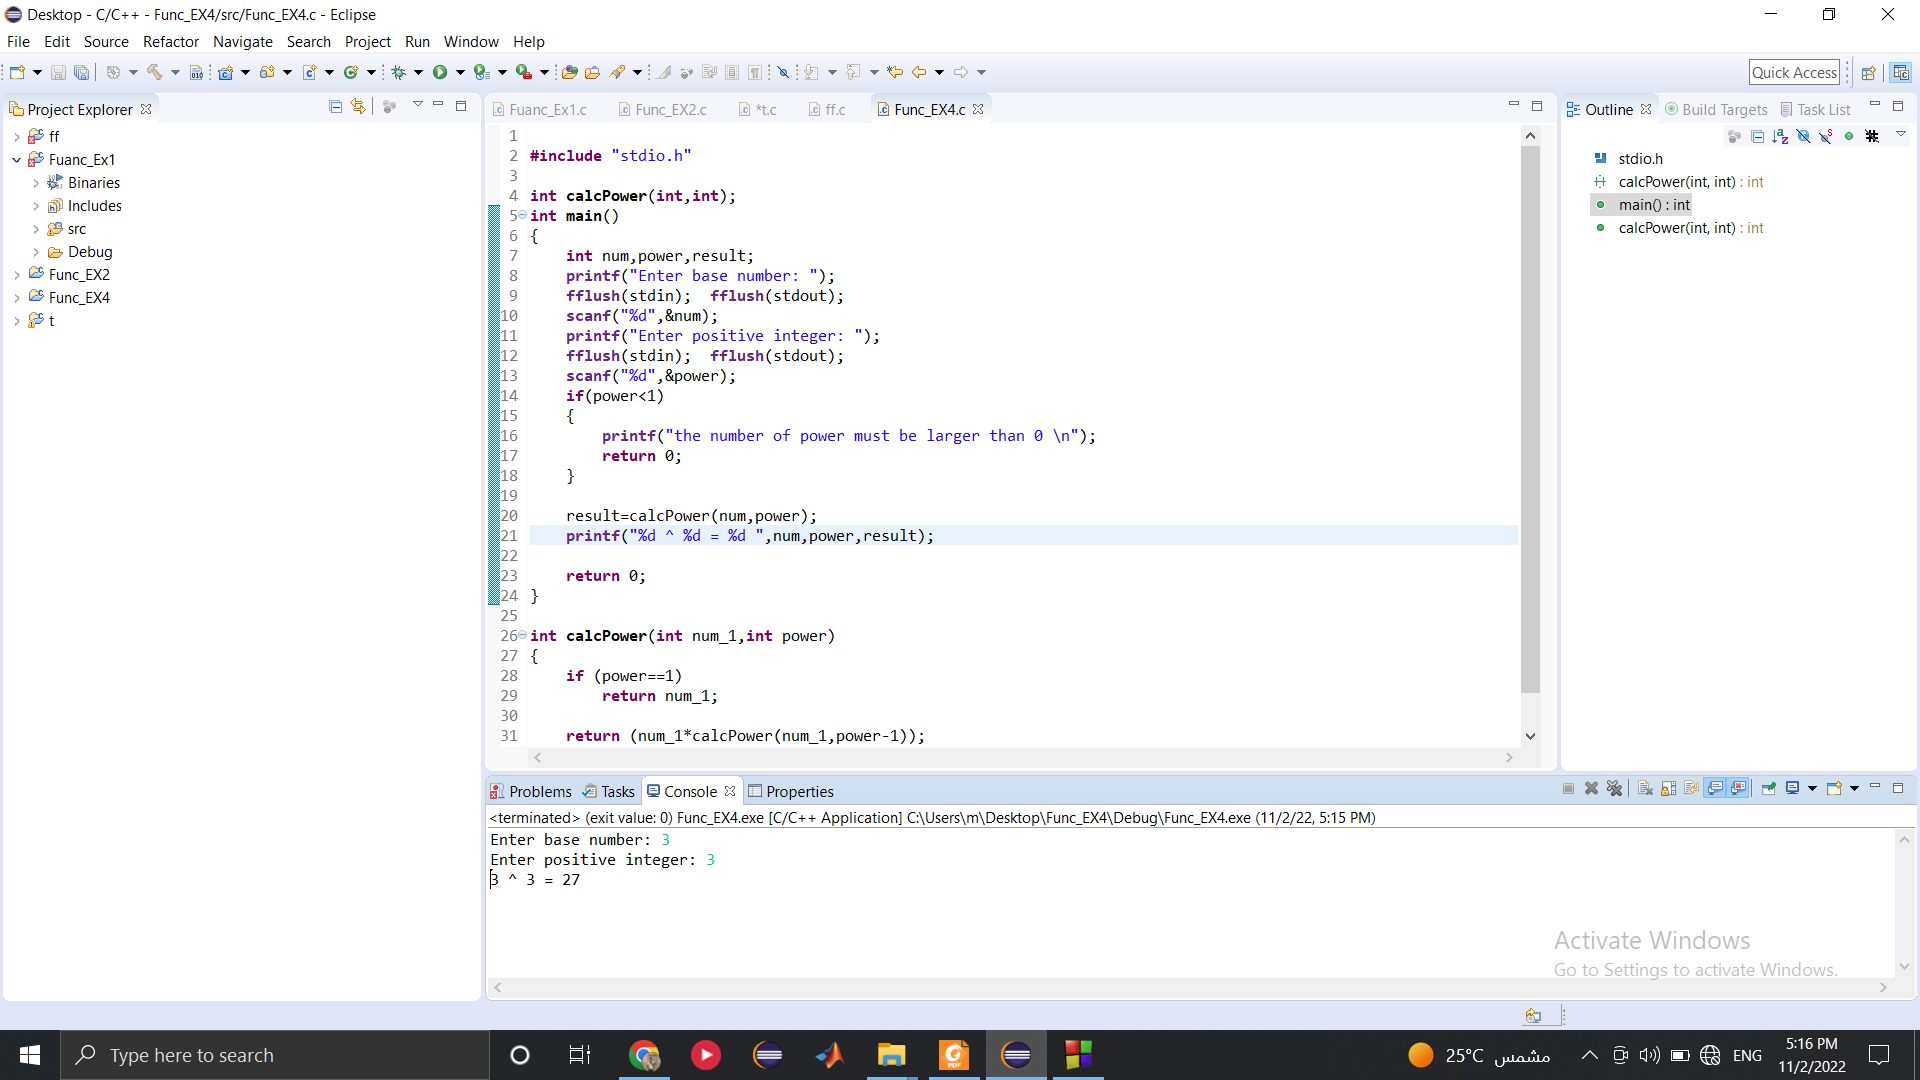 Desktop - C/C++ - Func_EX4/src/Func_EX4.c - Eclipse
File Edit Source Refactor Navigate Search Project Run Window Help
Quick Access
Project Explorer
ff
Fuanc_Ex1
Binaries
Includes
src
Debug
Func_EX2
Func_EX4
t
Fuanc_Ex1.c Func_EX2.c *t.c ff.c Func_EX4.c
1
2 #include "stdio.h"
3
4 int calcPower(int,int);
5 int main()
6 {
7 int num,power,result;
8 printf("Enter base number: ");
9 fflush(stdin); fflush(stdout);
10 scanf("%d",&num);
11 printf("Enter positive integer: ");
12 fflush(stdin); fflush(stdout);
13 scanf("%d",&power);
14 if(power<1)
15 {
16 printf("the number of power must be larger than 0 \n");
17 return 0;
18 }
19
20 result=calcPower(num,power);
21 printf("%d ^ %d = %d ",num,power,result);
22
23 return 0;
24 }
25
26 int calcPower(int num_1,int power)
27 {
28 if (power==1)
29 return num_1;
30
31 return (num_1*calcPower(num_1,power-1));
Outline Build Targets Task List
stdio.h
calcPower(int, int) : int
main() : int
calcPower(int, int) : int
Problems Tasks Console Properties
<terminated> (exit value: 0) Func_EX4.exe [C/C++ Application] C:\Users\m\Desktop\Func_EX4\Debug\Func_EX4.exe (11/2/22, 5:15 PM)
Enter base number: 3
Enter positive integer: 3
3 ^ 3 = 27
Activate Windows
Go to Settings to activate Windows.
Type here to search
25°C مشمس
ENG
5:16 PM
11/2/2022